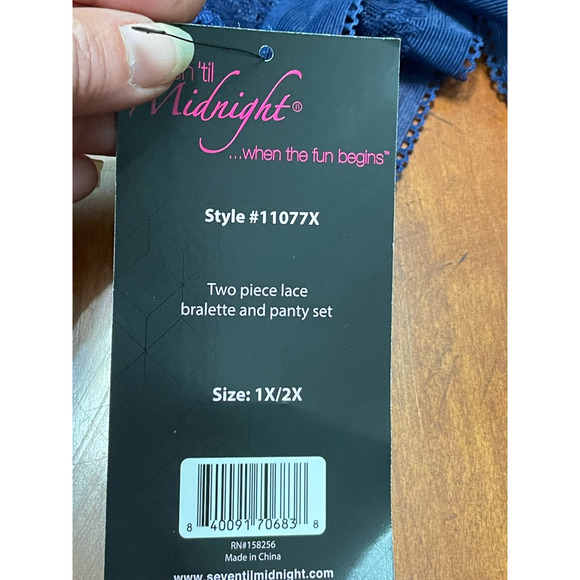 'til
Midnight®
...when the fun begins™
Style #11077X
Two piece lace
bralette and panty set
Size: 1X/2X
8 40091 70683 8
RN#158256
Made in China
www.seventilmidnight.com